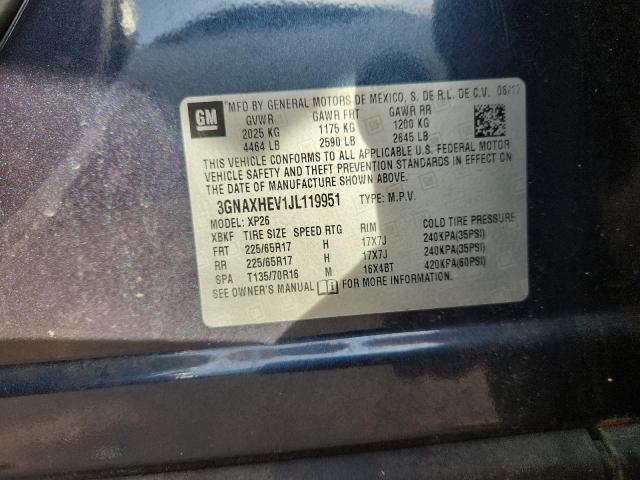 GM
MFD BY GENERAL MOTORS DE MEXICO, S. DE R.L. DE C.V. 06/17
GVWR GAWR FRT GAWR RR
2025 KG 1175 KG 1200 KG
4464 LB 2590 LB 2645 LB
THIS VEHICLE CONFORMS TO ALL APPLICABLE U.S. FEDERAL MOTOR
VEHICLE SAFETY AND THEFT PREVENTION STANDARDS IN EFFECT ON
THE DATE OF MANUFACTURE SHOWN ABOVE.
3GNAXHEV1JL119951 TYPE: M.P.V.
MODEL: XP26
XBKF TIRE SIZE SPEED RTG RIM COLD TIRE PRESSURE
FRT 225/65R17 H 17X7J 240KPA(35PSI)
RR 225/65R17 H 17X7J 240KPA(35PSI)
SPA T135/70R16 M 16X4BT 420KPA(60PSI)
SEE OWNER'S MANUAL FOR MORE INFORMATION.